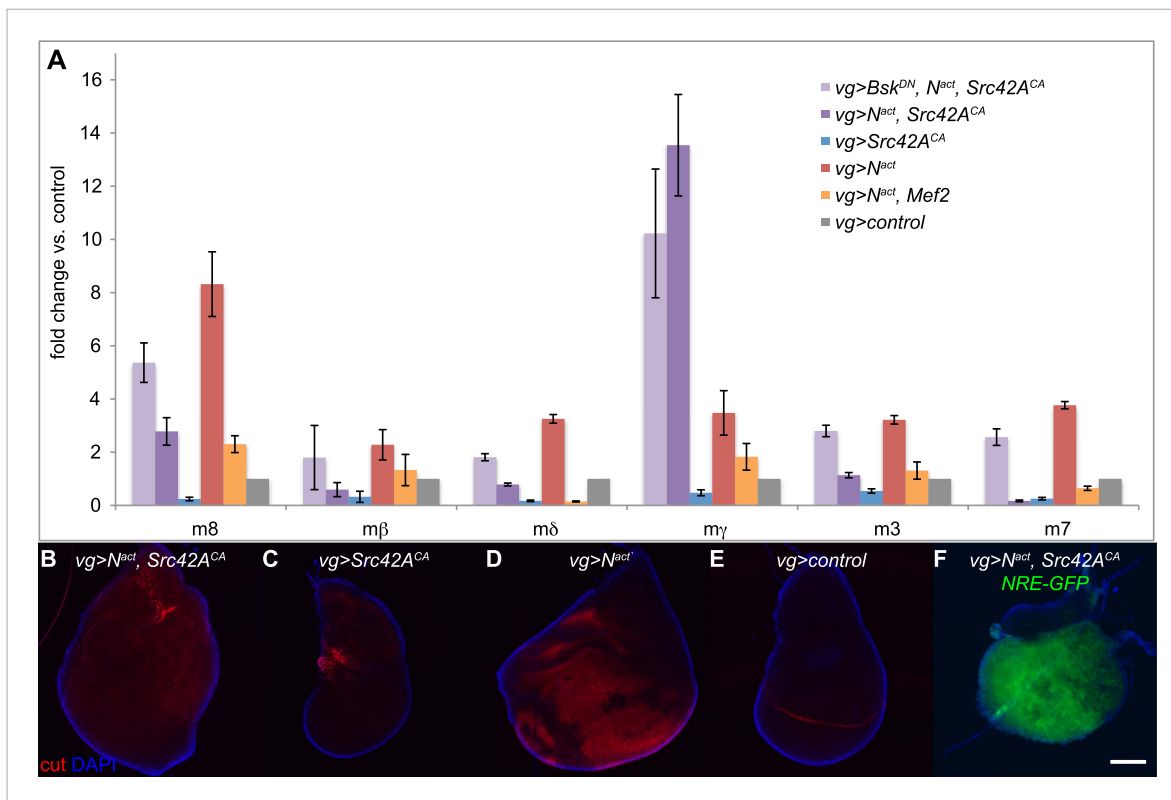 A
16
14
12
10
8
6
4
2
0
fold change vs. control
vg>Bsk^DN, N^act, Src42A^CA
vg>N^act, Src42A^CA
vg>Src42A^CA
vg>N^act
vg>N^act, Mef2
vg>control
m8 mβ mδ mγ m3 m7
B vg>N^act, Src42A^CA
C vg>Src42A^CA
D vg>N^act`
E vg>control
F vg>N^act, Src42A^CA
NRE-GFP
cut DAPI